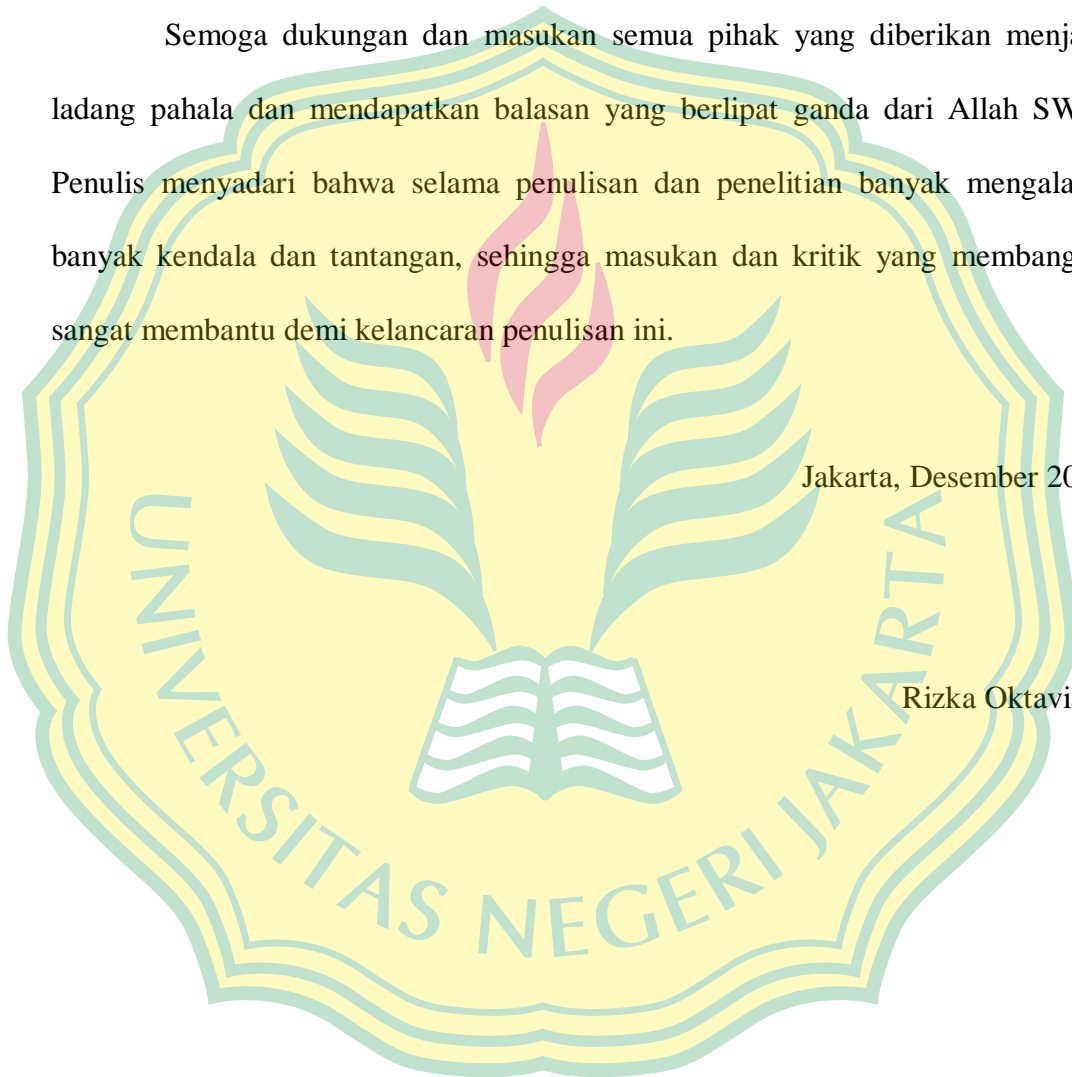 Semoga dukungan dan masukan semua pihak yang diberikan menja
ladang pahala dan mendapatkan balasan yang berlipat ganda dari Allah SW
Penulis menyadari bahwa selama penulisan dan penelitian banyak mengala
banyak kendala dan tantangan, sehingga masukan dan kritik yang membang
sangat membantu demi kelancaran penulisan ini.
Jakarta, Desember 20
Rizka Oktavia
UNIVERSITAS NEGERI JAKARTA